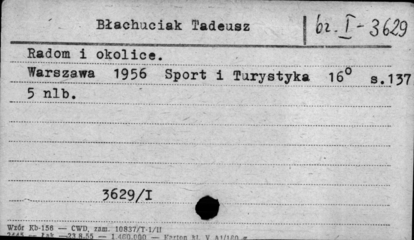 Błachuciak Tadeusz
bz. I-3629
Radom i okolice.
Warszawa 1956 Sport i Turystyka 16° s.137
5 nlb.
3629/I
Wzór Kb-156 — CWD, zam. 10837/T-1/II